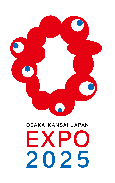 OSAKA, KANSAI, JAPAN
EXPO
2025